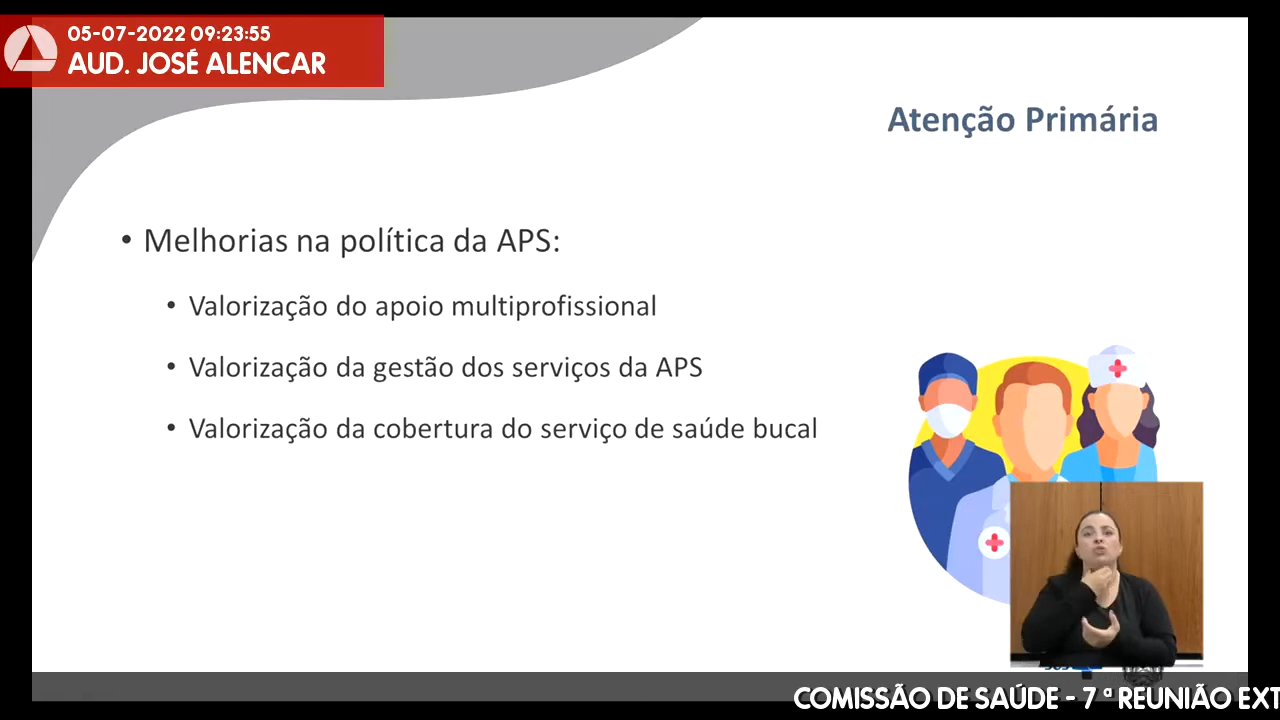 05-07-2022 09:23:55
AUD. JOSÉ ALENCAR
Atenção Primária
• Melhorias na política da APS:
• Valorização do apoio multiprofissional
• Valorização da gestão dos serviços da APS
• Valorização da cobertura do serviço de saúde bucal
COMISSÃO DE SAÚDE - 7 ª REUNIÃO EXT